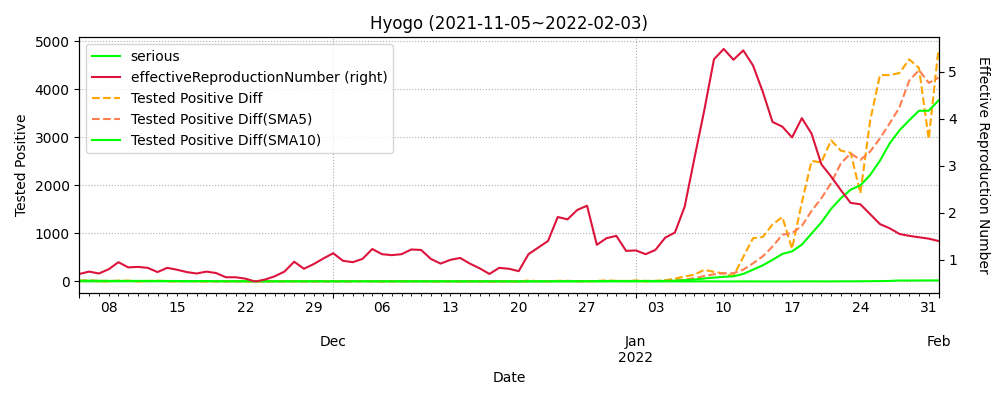 Hyogo (2021-11-05~2022-02-03)
serious
effectiveReproductionNumber (right)
Tested Positive Diff
Tested Positive Diff(SMA5)
Tested Positive Diff(SMA10)
5000
4000
3000
2000
1000
0
Tested Positive
5
4
3
2
1
Effective Reproduction Number
08 15 22 29 06 13 20 27 03 10 17 24 31
Dec Jan Feb
2022
Date